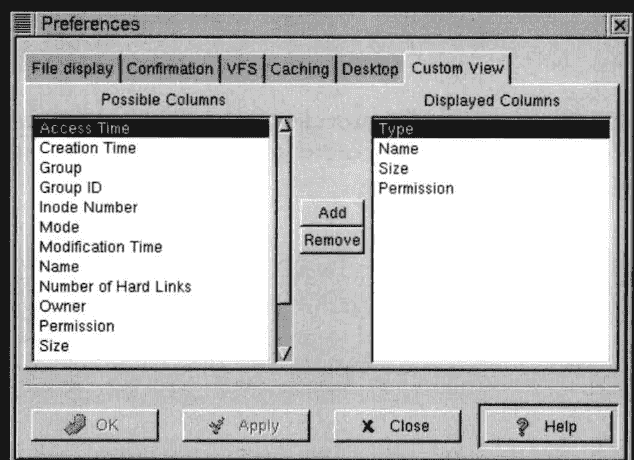 Preferences
File display Confirmation VFS Caching Desktop Custom View
Possible Columns
Access Time
Creation Time
Group
Group ID
Inode Number
Mode
Modification Time
Name
Number of Hard Links
Owner
Permission
Size
Add
Remove
Displayed Columns
Type
Name
Size
Permission
OK Apply Close Help